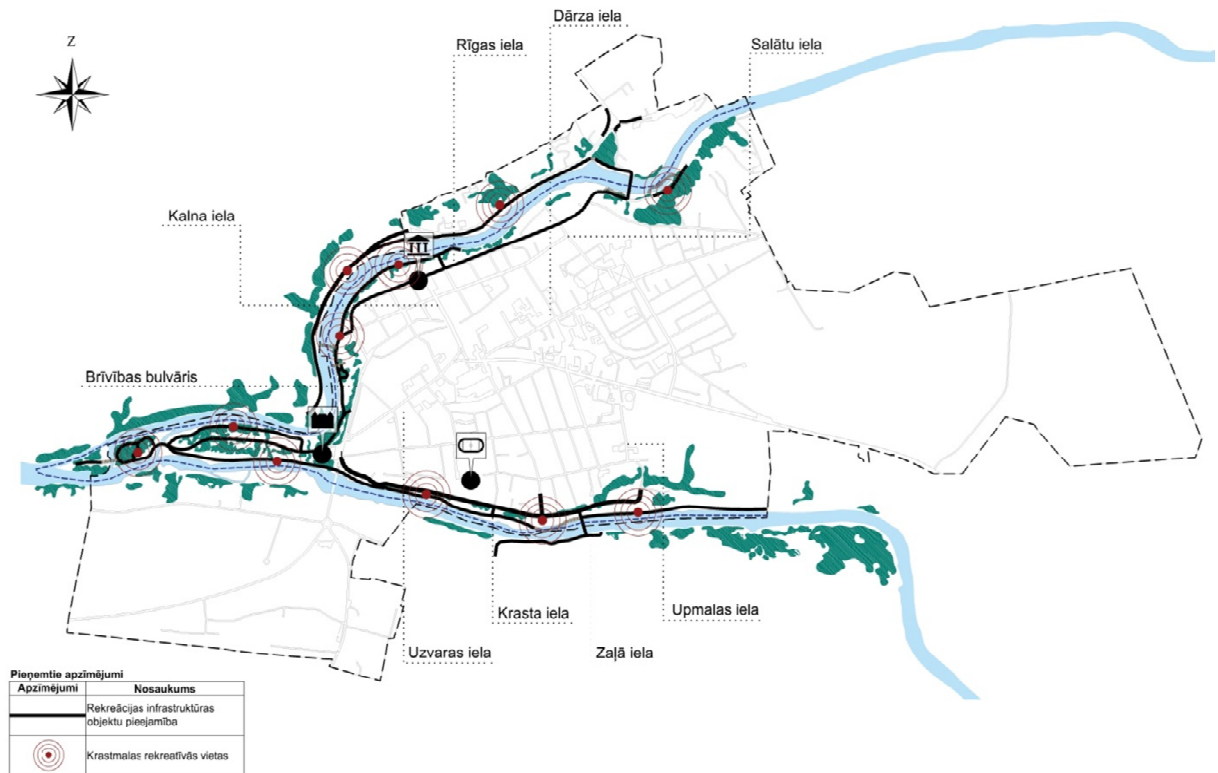 Dārza iela
Rīgas iela
Salātu iela
Z
Kalna iela
Brīvības bulvāris
Krasta iela
Upmalas iela
Uzvaras iela
Zaļā iela
Pieņemtie apzīmējumi
Apzīmējumi
Nosaukums
Rekreācijas infrastruktūras
objektu pieejamība
Krastmalas rekreatīvās vietas